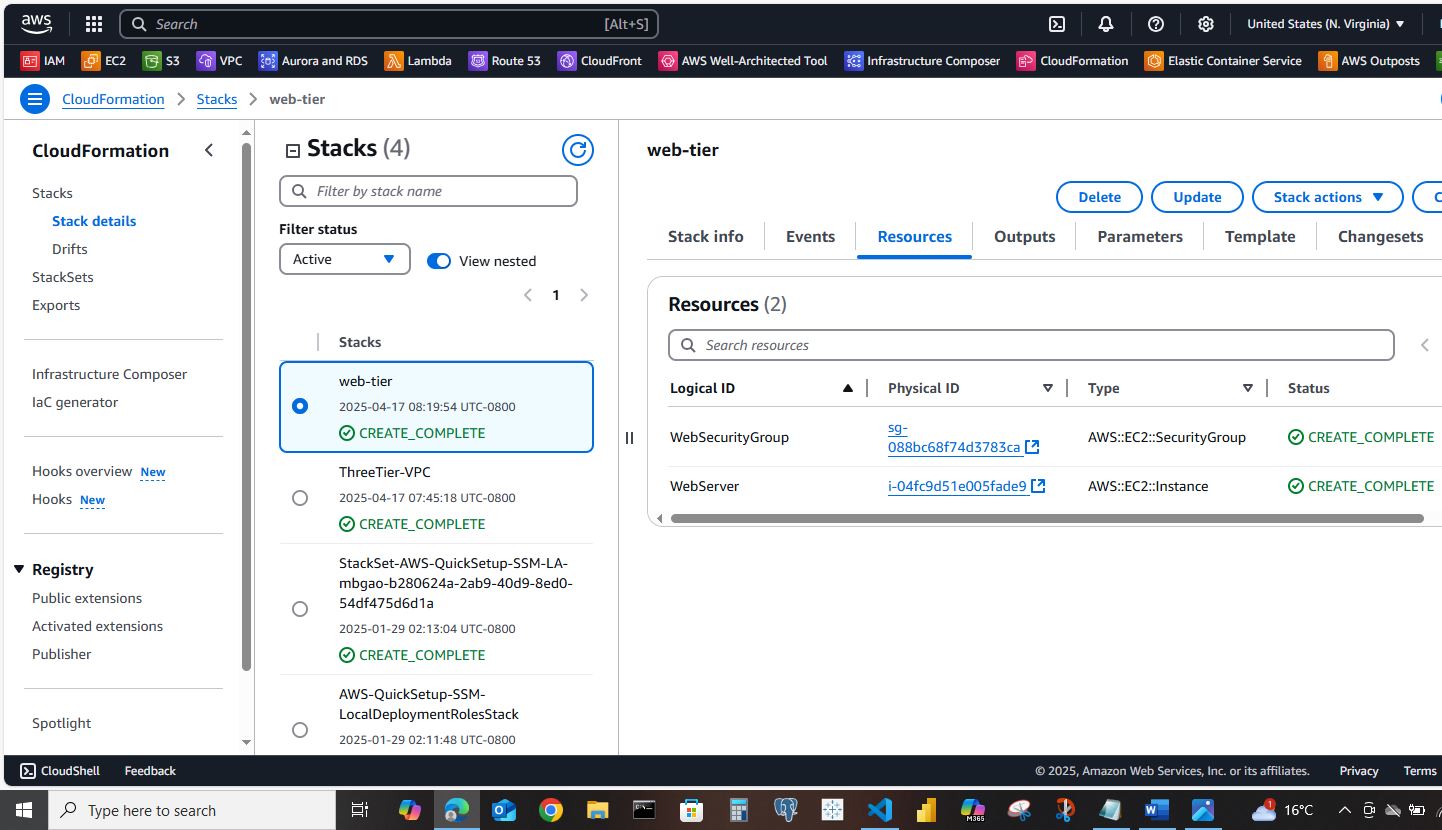 aws
Search [Alt+S] United States (N. Virginia)
IAM EC2 S3 VPC Aurora and RDS Lambda Route 53 CloudFront AWS Well-Architected Tool Infrastructure Composer CloudFormation Elastic Container Service AWS Outposts
CloudFormation Stacks web-tier
CloudFormation
Stacks
Stack details
Drifts
StackSets
Exports
Infrastructure Composer
IaC generator
Hooks overview New
Hooks New
Registry
Public extensions
Activated extensions
Publisher
Spotlight
Stacks (4)
Filter by stack name
Filter status
Active View nested
1
Stacks
web-tier
2025-04-17 08:19:54 UTC-0800
CREATE_COMPLETE
ThreeTier-VPC
2025-04-17 07:45:18 UTC-0800
CREATE_COMPLETE
StackSet-AWS-QuickSetup-SSM-LA-
mbgao-b280624a-2ab9-40d9-8ed0-
54df475d6d1a
2025-01-29 02:13:04 UTC-0800
CREATE_COMPLETE
AWS-QuickSetup-SSM-
LocalDeploymentRolesStack
2025-01-29 02:11:48 UTC-0800
web-tier
Delete Update Stack actions
Stack info Events Resources Outputs Parameters Template Changesets
Resources (2)
Search resources
Logical ID Physical ID Type Status
WebSecurityGroup sg-
088bc68f74d3783ca AWS::EC2::SecurityGroup CREATE_COMPLETE
WebServer i-04fc9d51e005fade9 AWS::EC2::Instance CREATE_COMPLETE
CloudShell Feedback © 2025, Amazon Web Services, Inc. or its affiliates. Privacy Terms
Type here to search M365 1 16°C